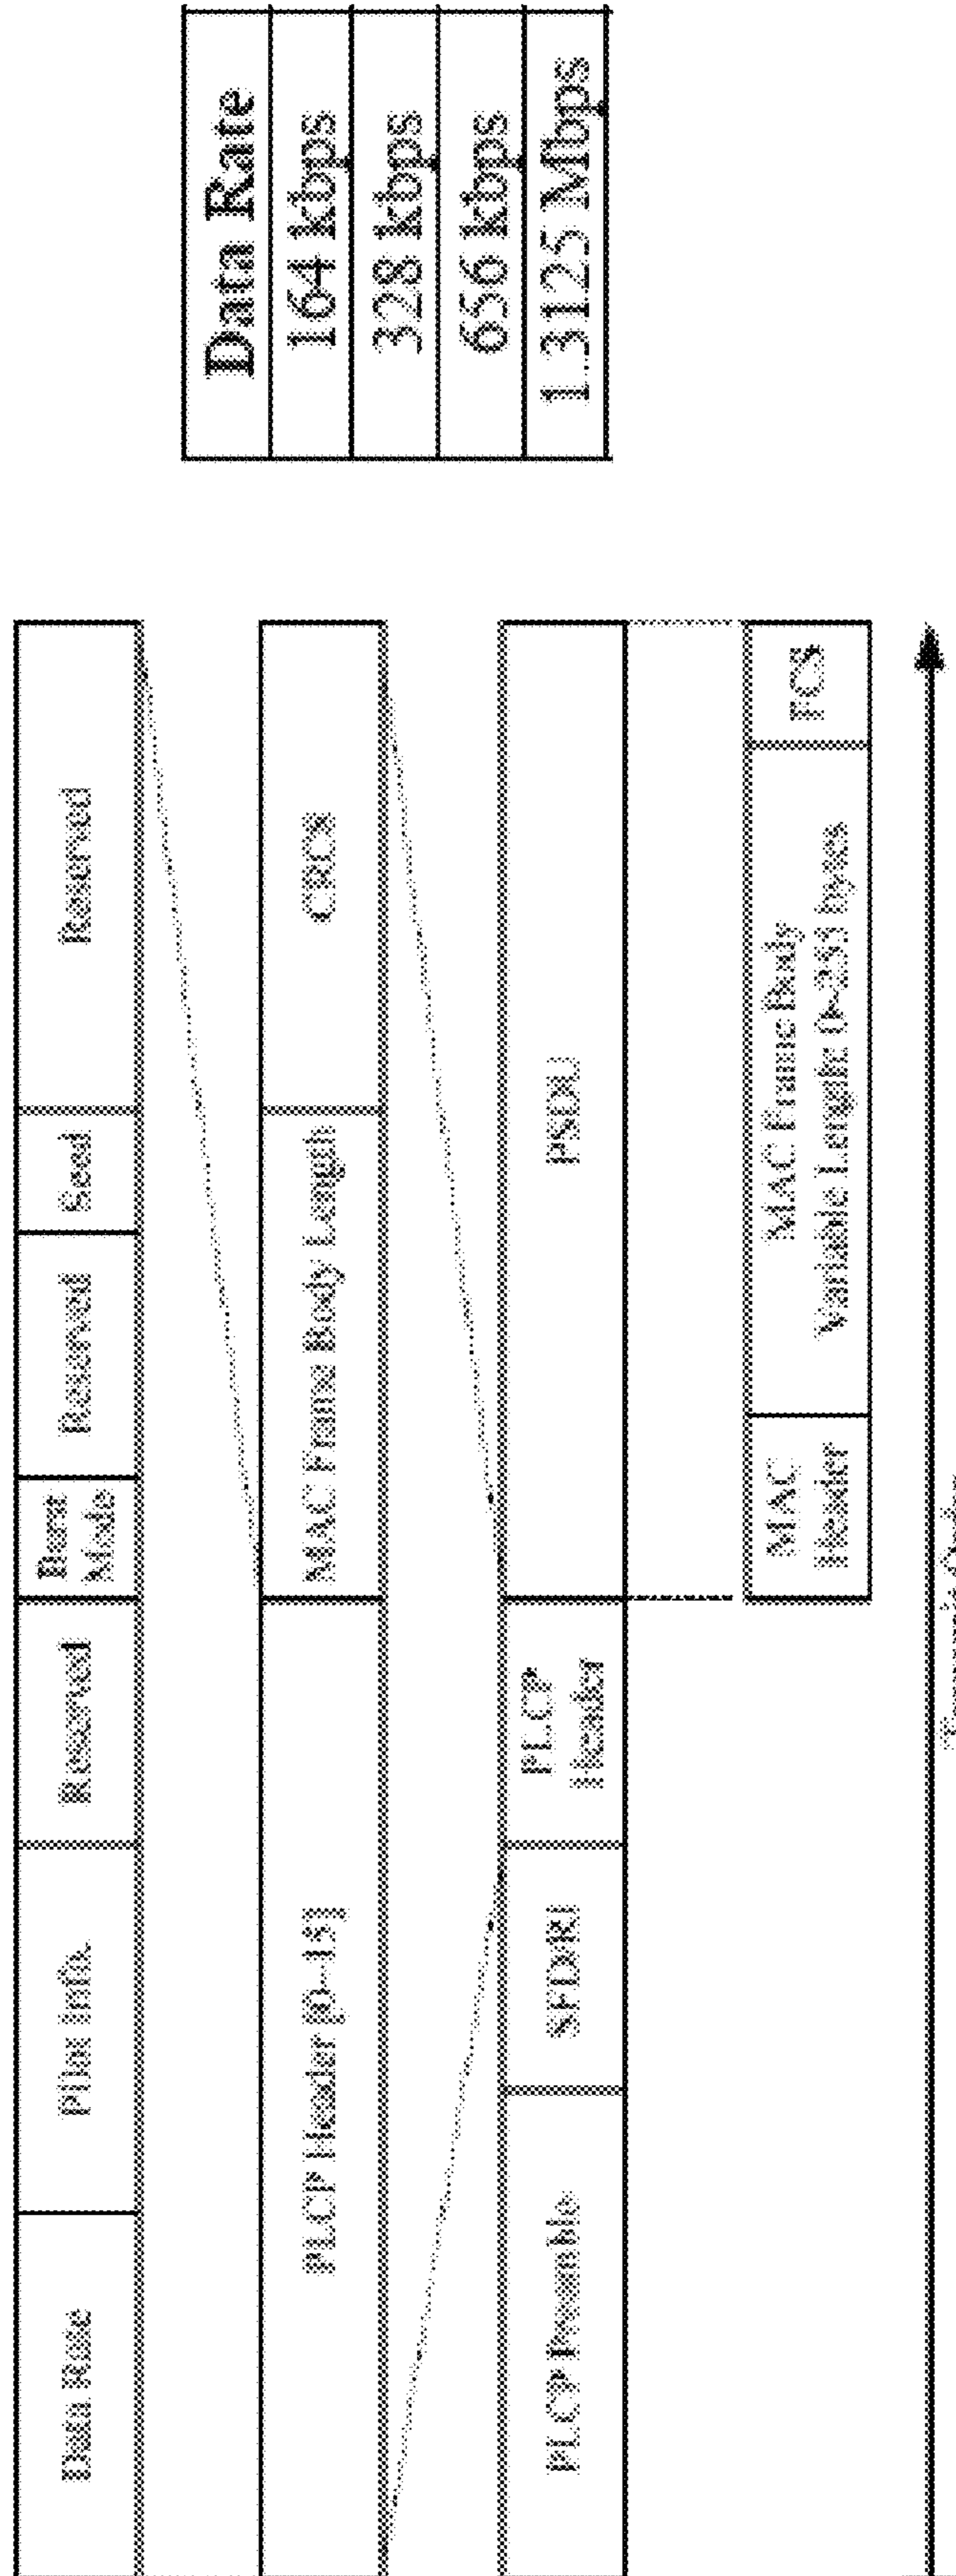 Data Rate
Pilot Info.
Reserved
Burst
Mode
Reserved
Seed
Reserved
PLCP Header [0-15]
MAC Frame Body Length
CRC8
PLCP Preamble
SFD/RI
PLCP
Header
PSDU
MAC
Header
MAC Frame Body
Variable Length: 0-255 bytes
FCS
Data Rate
164 kbps
328 kbps
656 kbps
1.3125 Mbps